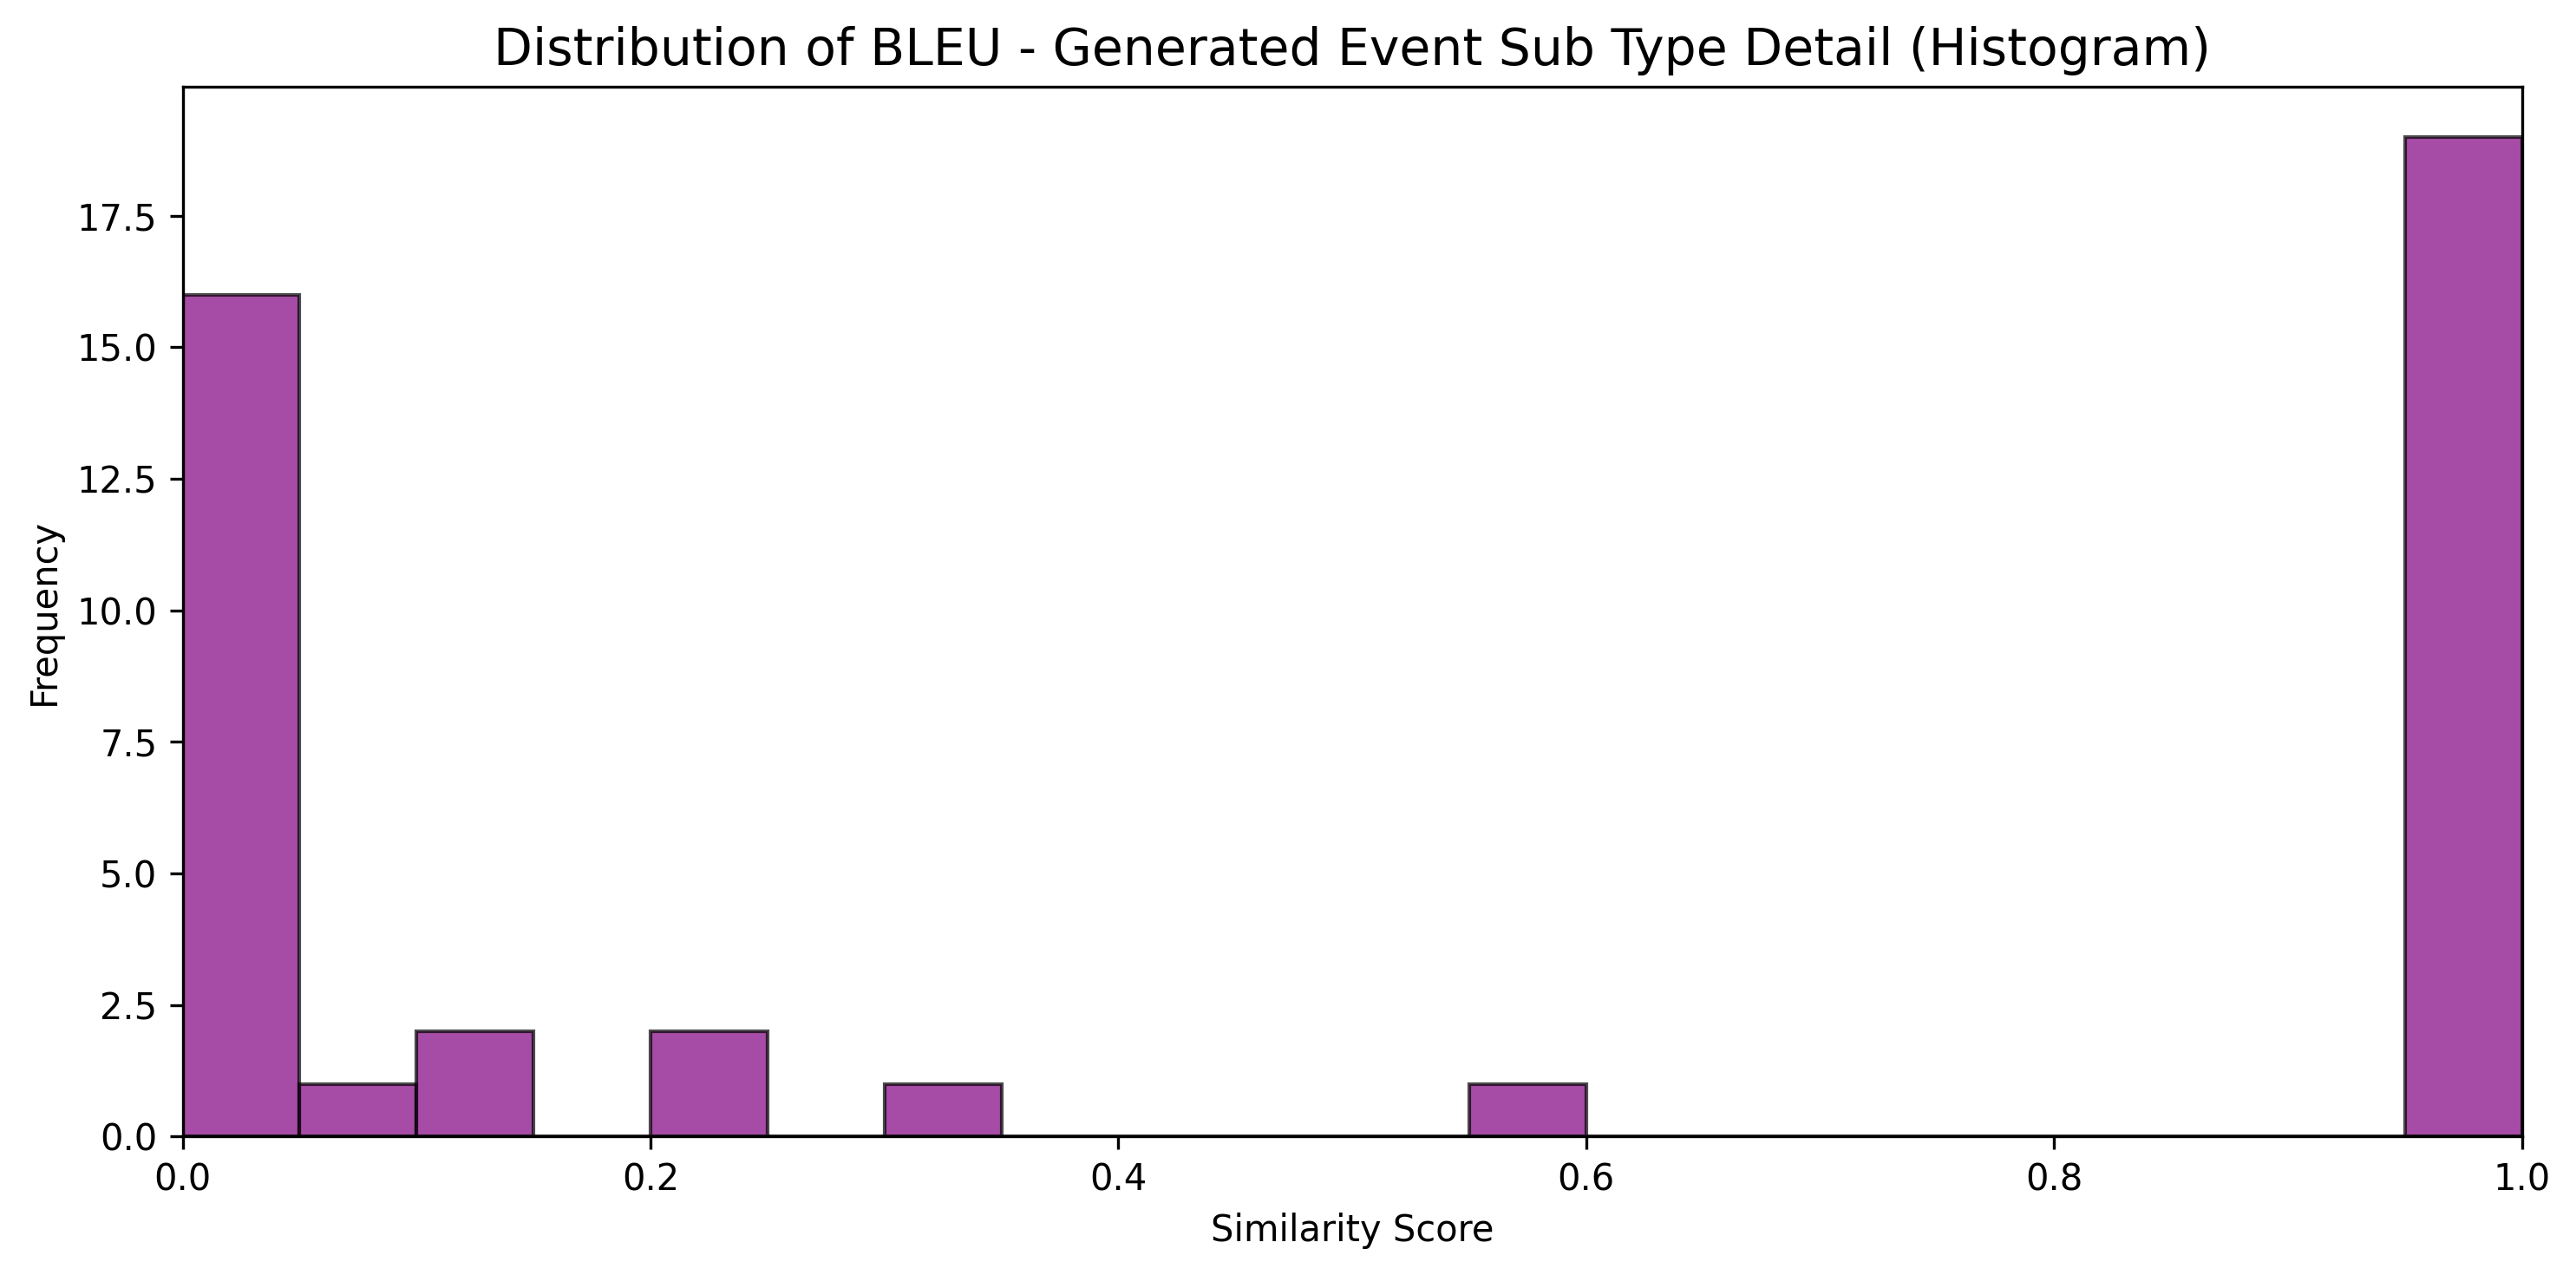 Distribution of BLEU - Generated Event Sub Type Detail (Histogram)
17.5
15.0
12.5
10.0
7.5
5.0
2.5
0.0
Frequency
0.0 0.2 0.4 0.6 0.8 1.0
Similarity Score